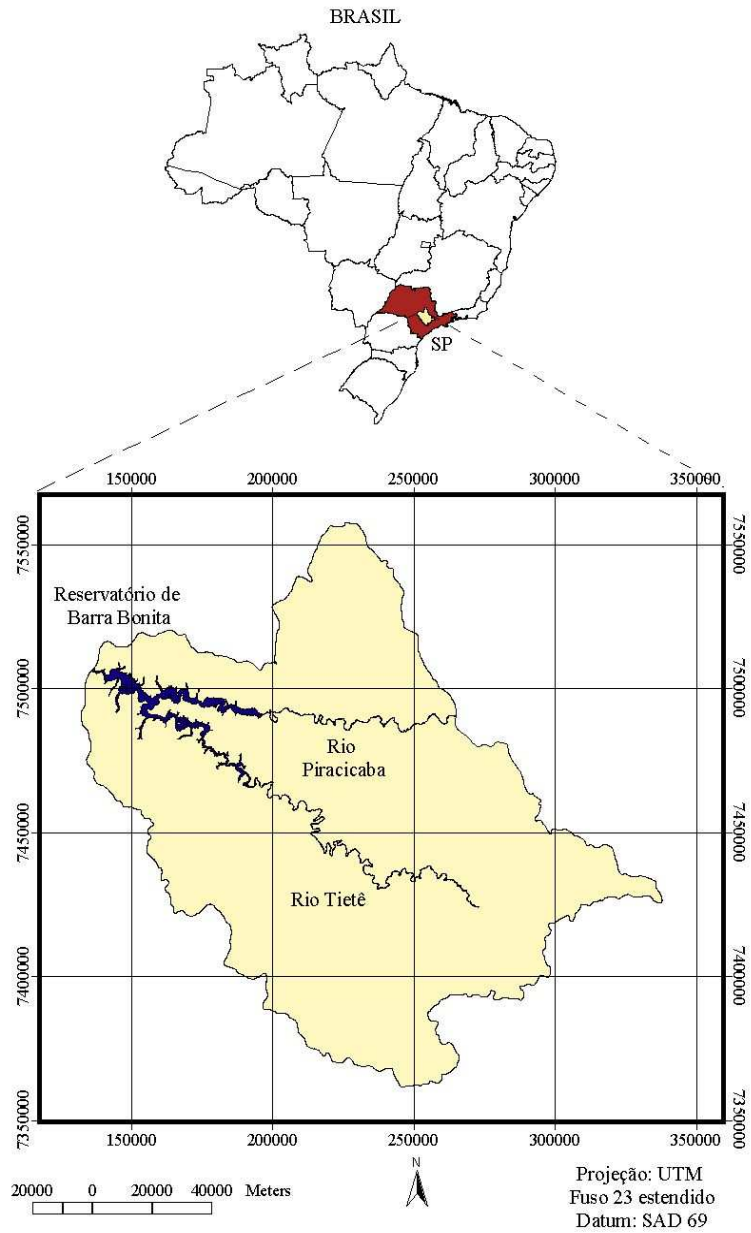 BRASIL
SP
150000 200000 250000 300000 350000
7550000 7550000
Reservatório de
Barra Bonita
7500000 7500000
Rio
Piracicaba
7450000 7450000
Rio Tietê
7400000 7400000
7350000 7350000
150000 200000 250000 300000 350000
N
20000 0 20000 40000 Meters
Projeção: UTM
Fuso 23 estendido
Datum: SAD 69